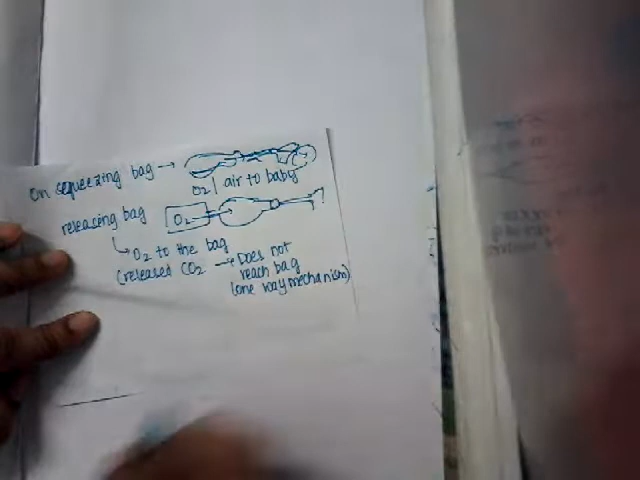 On squeezing bag →
O2 / air to baby
releasing bag
O2
↳ O2 to the bag
(released CO2 → Does not
reach bag
(one way mechanism)